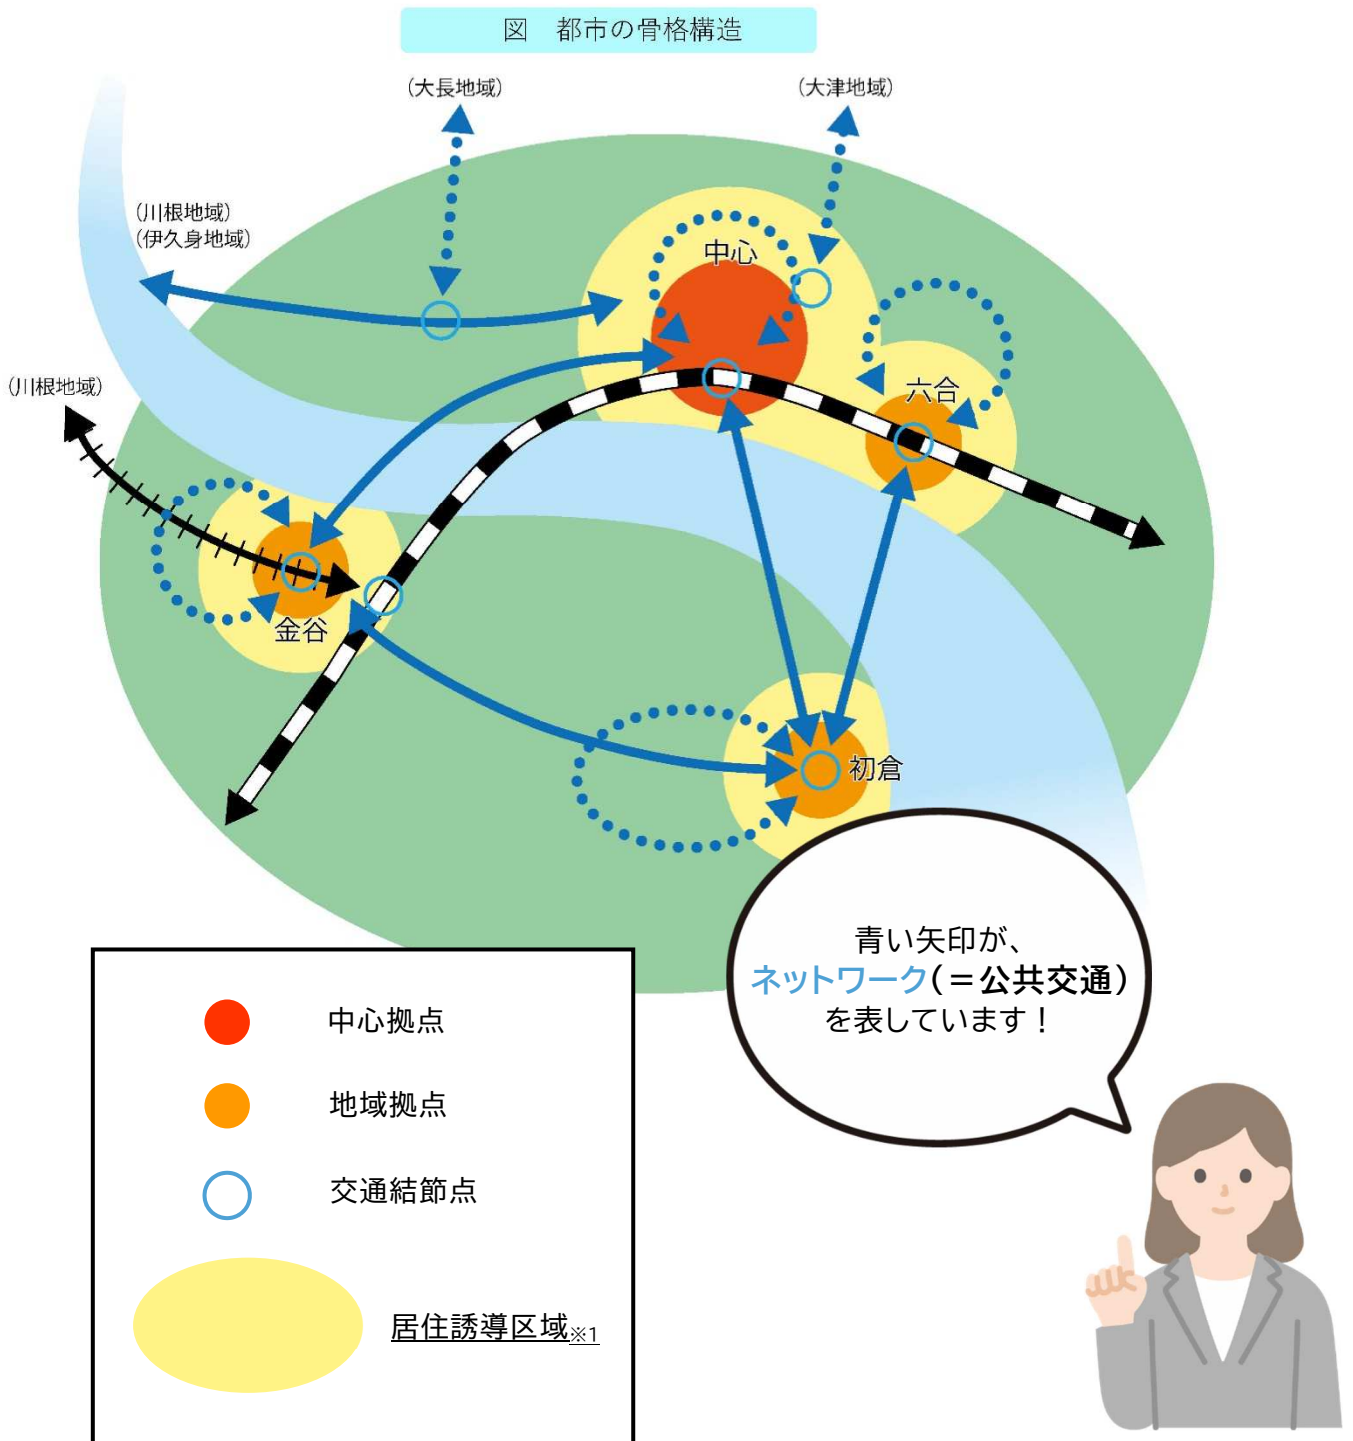 図　都市の骨格構造
（大長地域）
（大津地域）
（川根地域）
（伊久身地域）
中心
（川根地域）
六合
金谷
初倉
青い矢印が、
ネットワーク（＝公共交通）
を表しています！
中心拠点
地域拠点
交通結節点
居住誘導区域※1